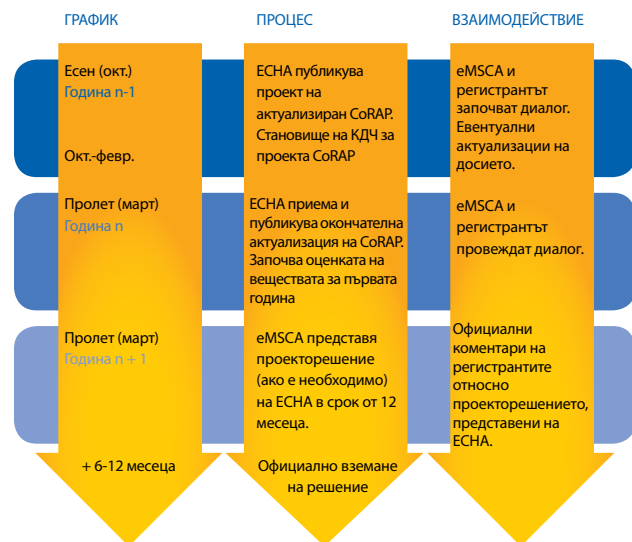 ГРАФИК
ПРОЦЕС
ВЗАИМОДЕЙСТВИЕ
Есен (окт.)
Година n-1
Окт.-февр.
ECHA публикува
проект на
актуализиран CoRAP.
Становище на КДЧ за
проекта CoRAP
eMSCA и
регистрантът
започват диалог.
Евентуални
актуализации на
досието.
Пролет (март)
Година n
ECHA приема и
публикува окончателна
актуализация на CoRAP.
Започва оценката на
веществата за първата
година
eMSCA и
регистрантът
провеждат диалог.
Пролет (март)
Година n + 1
eMSCA представя
проекторешение
(ако е необходимо)
на ECHA в срок от 12
месеца.
Официални
коментари на
регистрантите
относно
проекторешението,
представени на
ECHA.
+ 6-12 месеца
Официално вземане
на решение